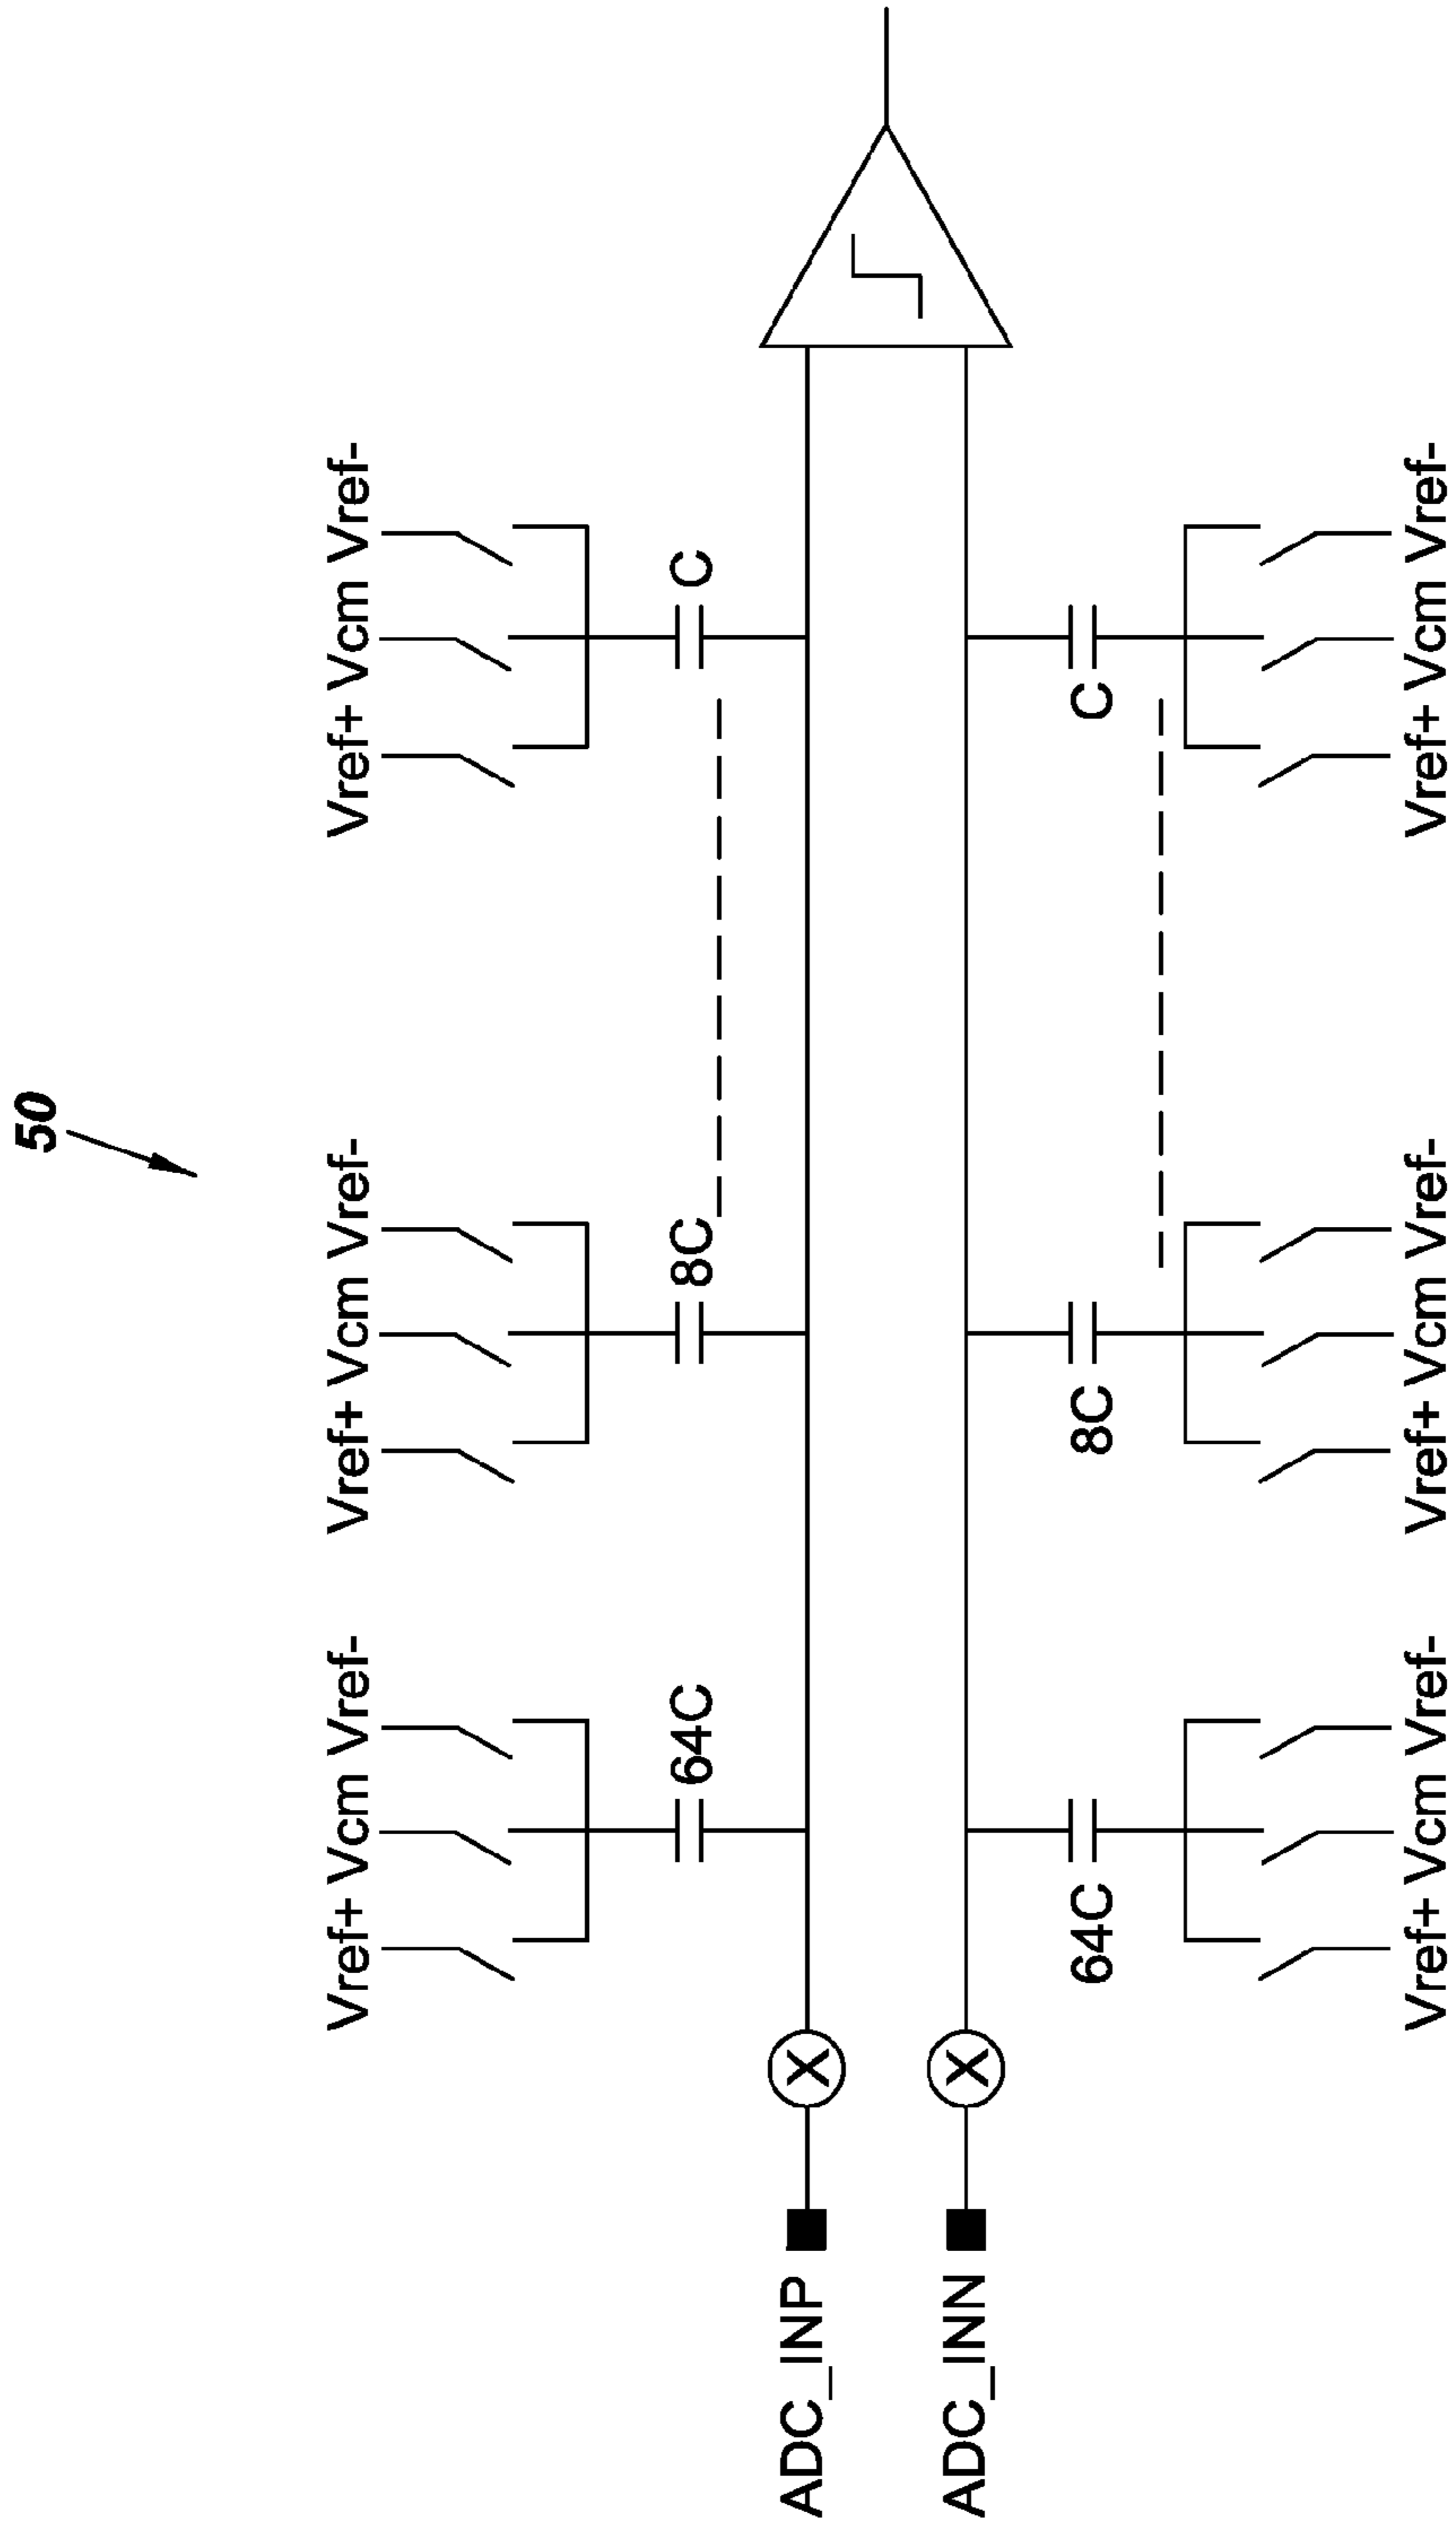 50
Vref+ Vcm Vref-
Vref+ Vcm Vref-
Vref+ Vcm Vref-
64C
8C
C
ADC_INP
X
ADC_INN
X
64C
8C
C
Vref+ Vcm Vref-
Vref+ Vcm Vref-
Vref+ Vcm Vref-